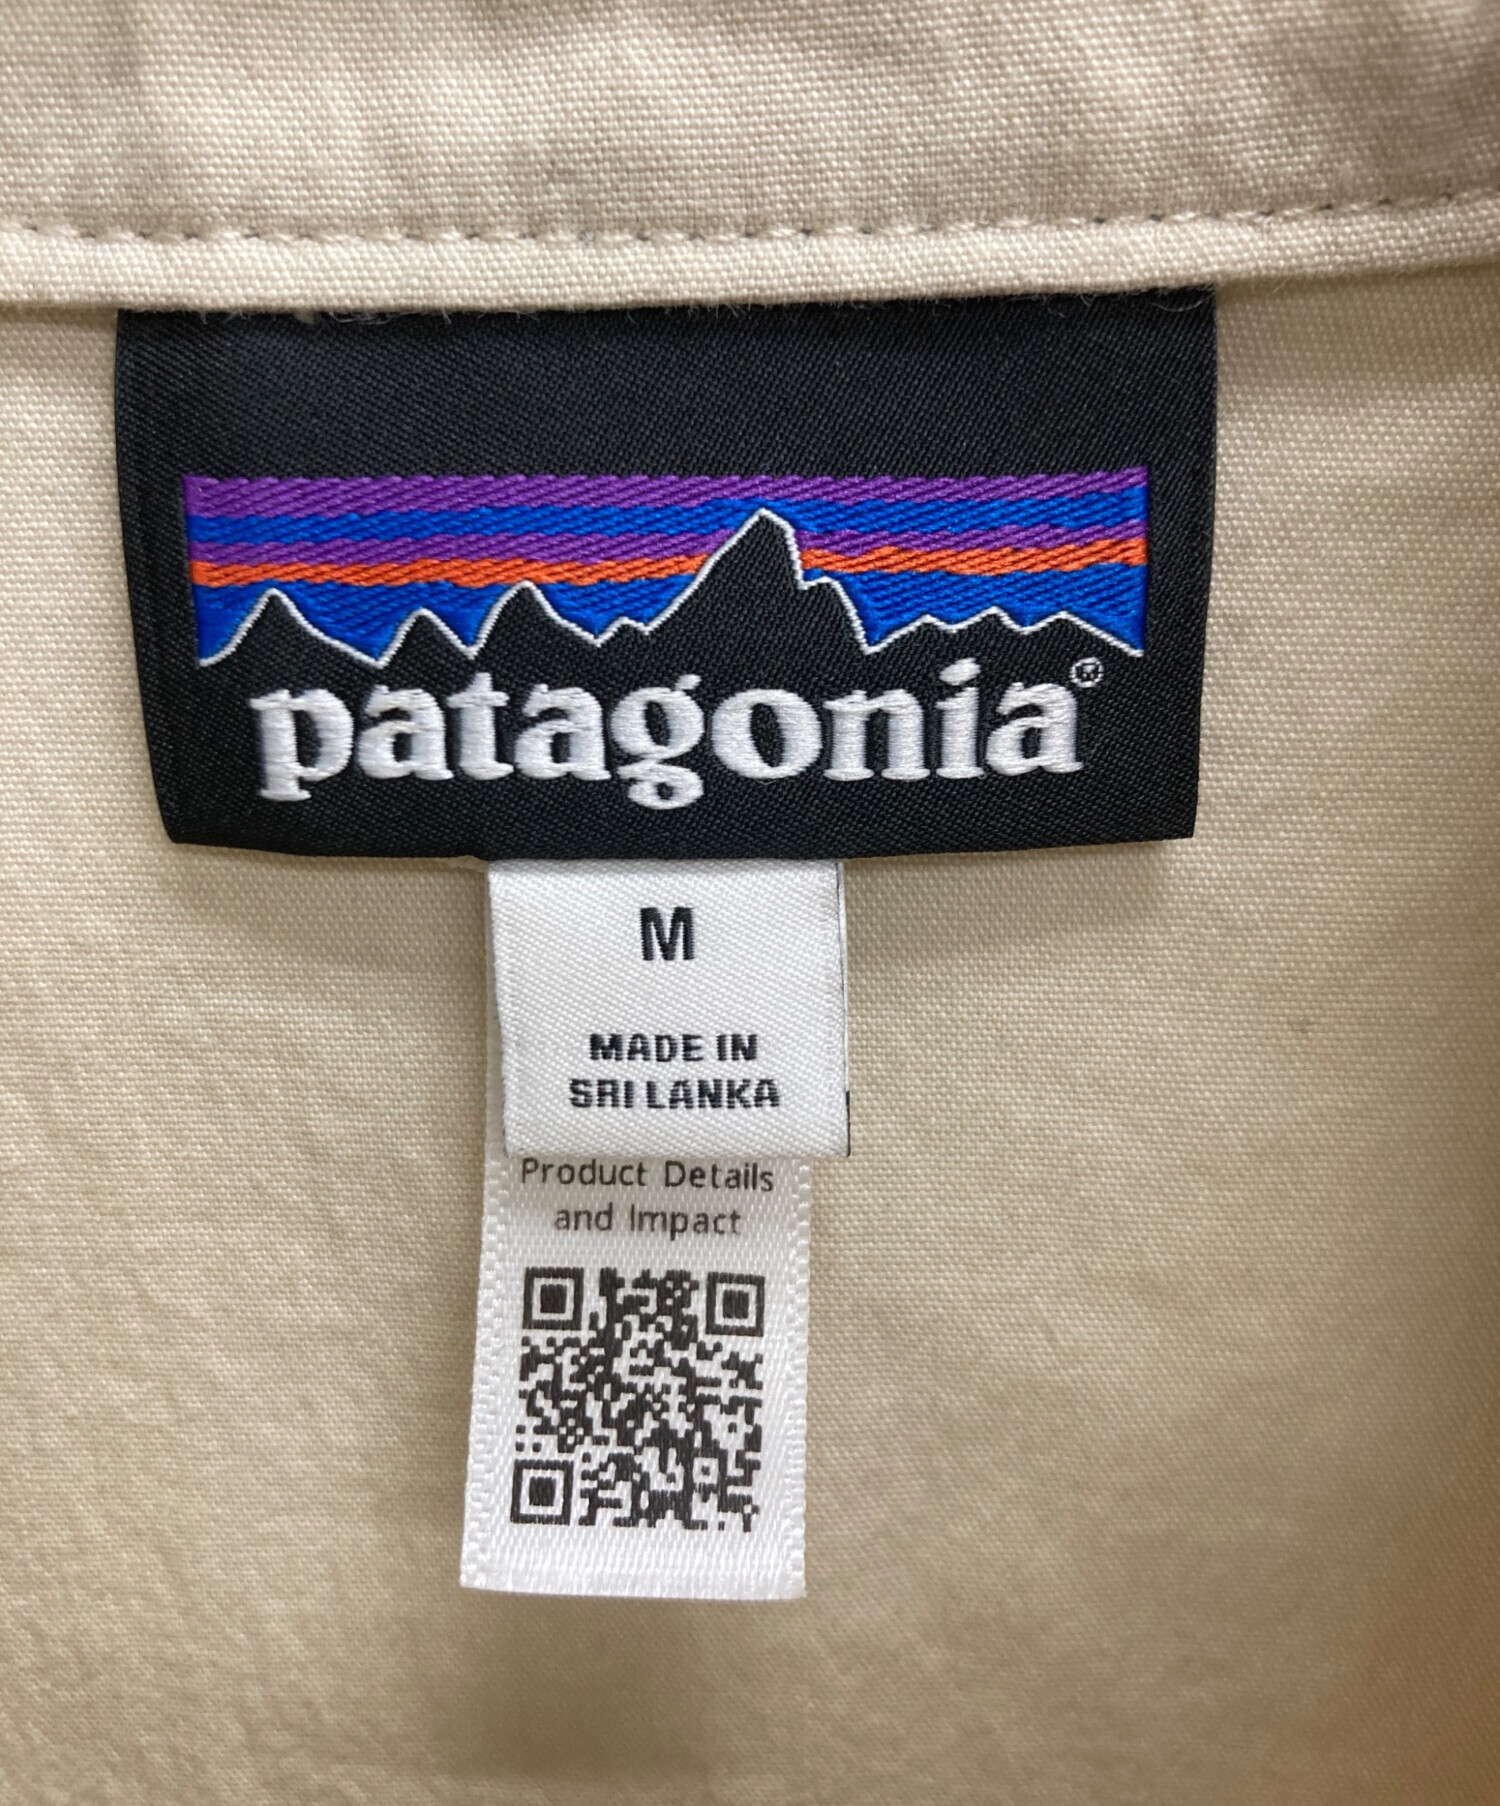 patagonia®
M
MADE IN
SRI LANKA
Product Details
and Impact